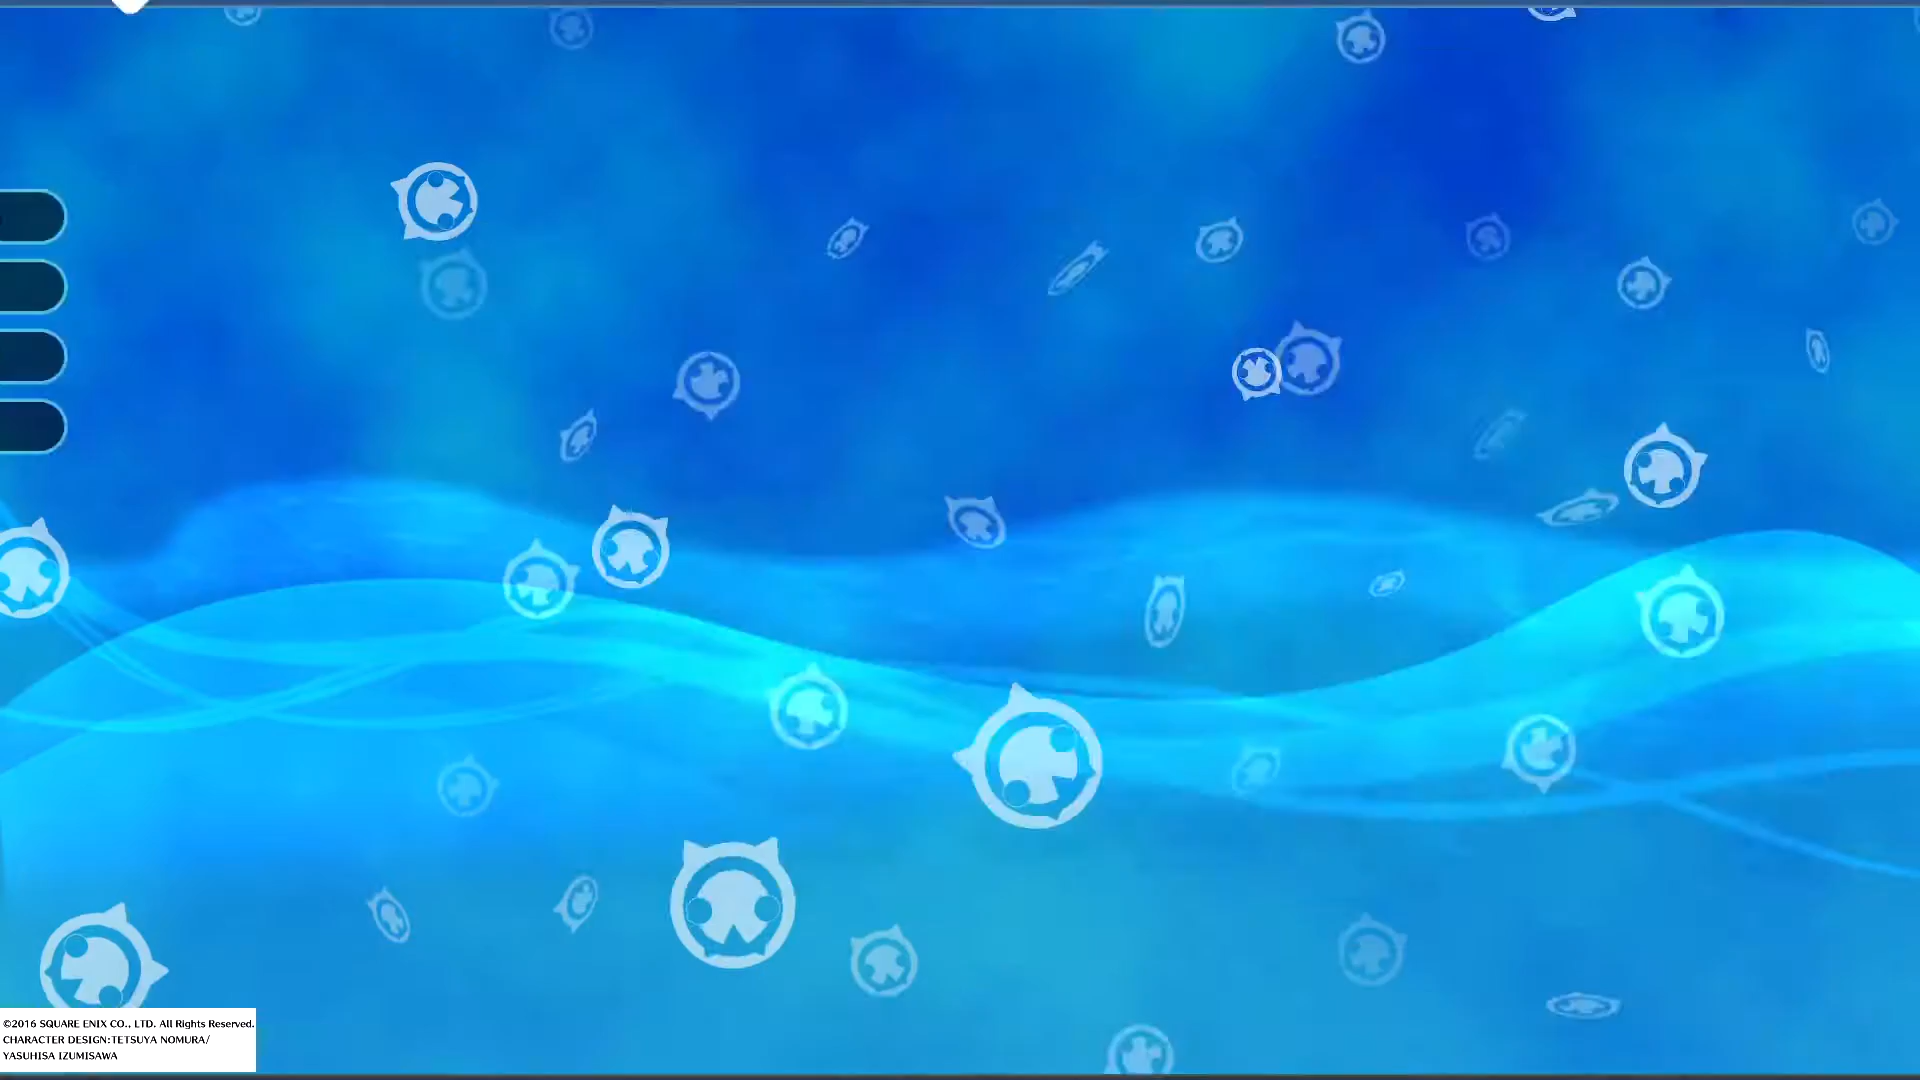 ©2016 SQUARE ENIX CO., LTD. All Rights Reserved.
CHARACTER DESIGN:TETSUYA NOMURA/
YASUHISA IZUMISAWA